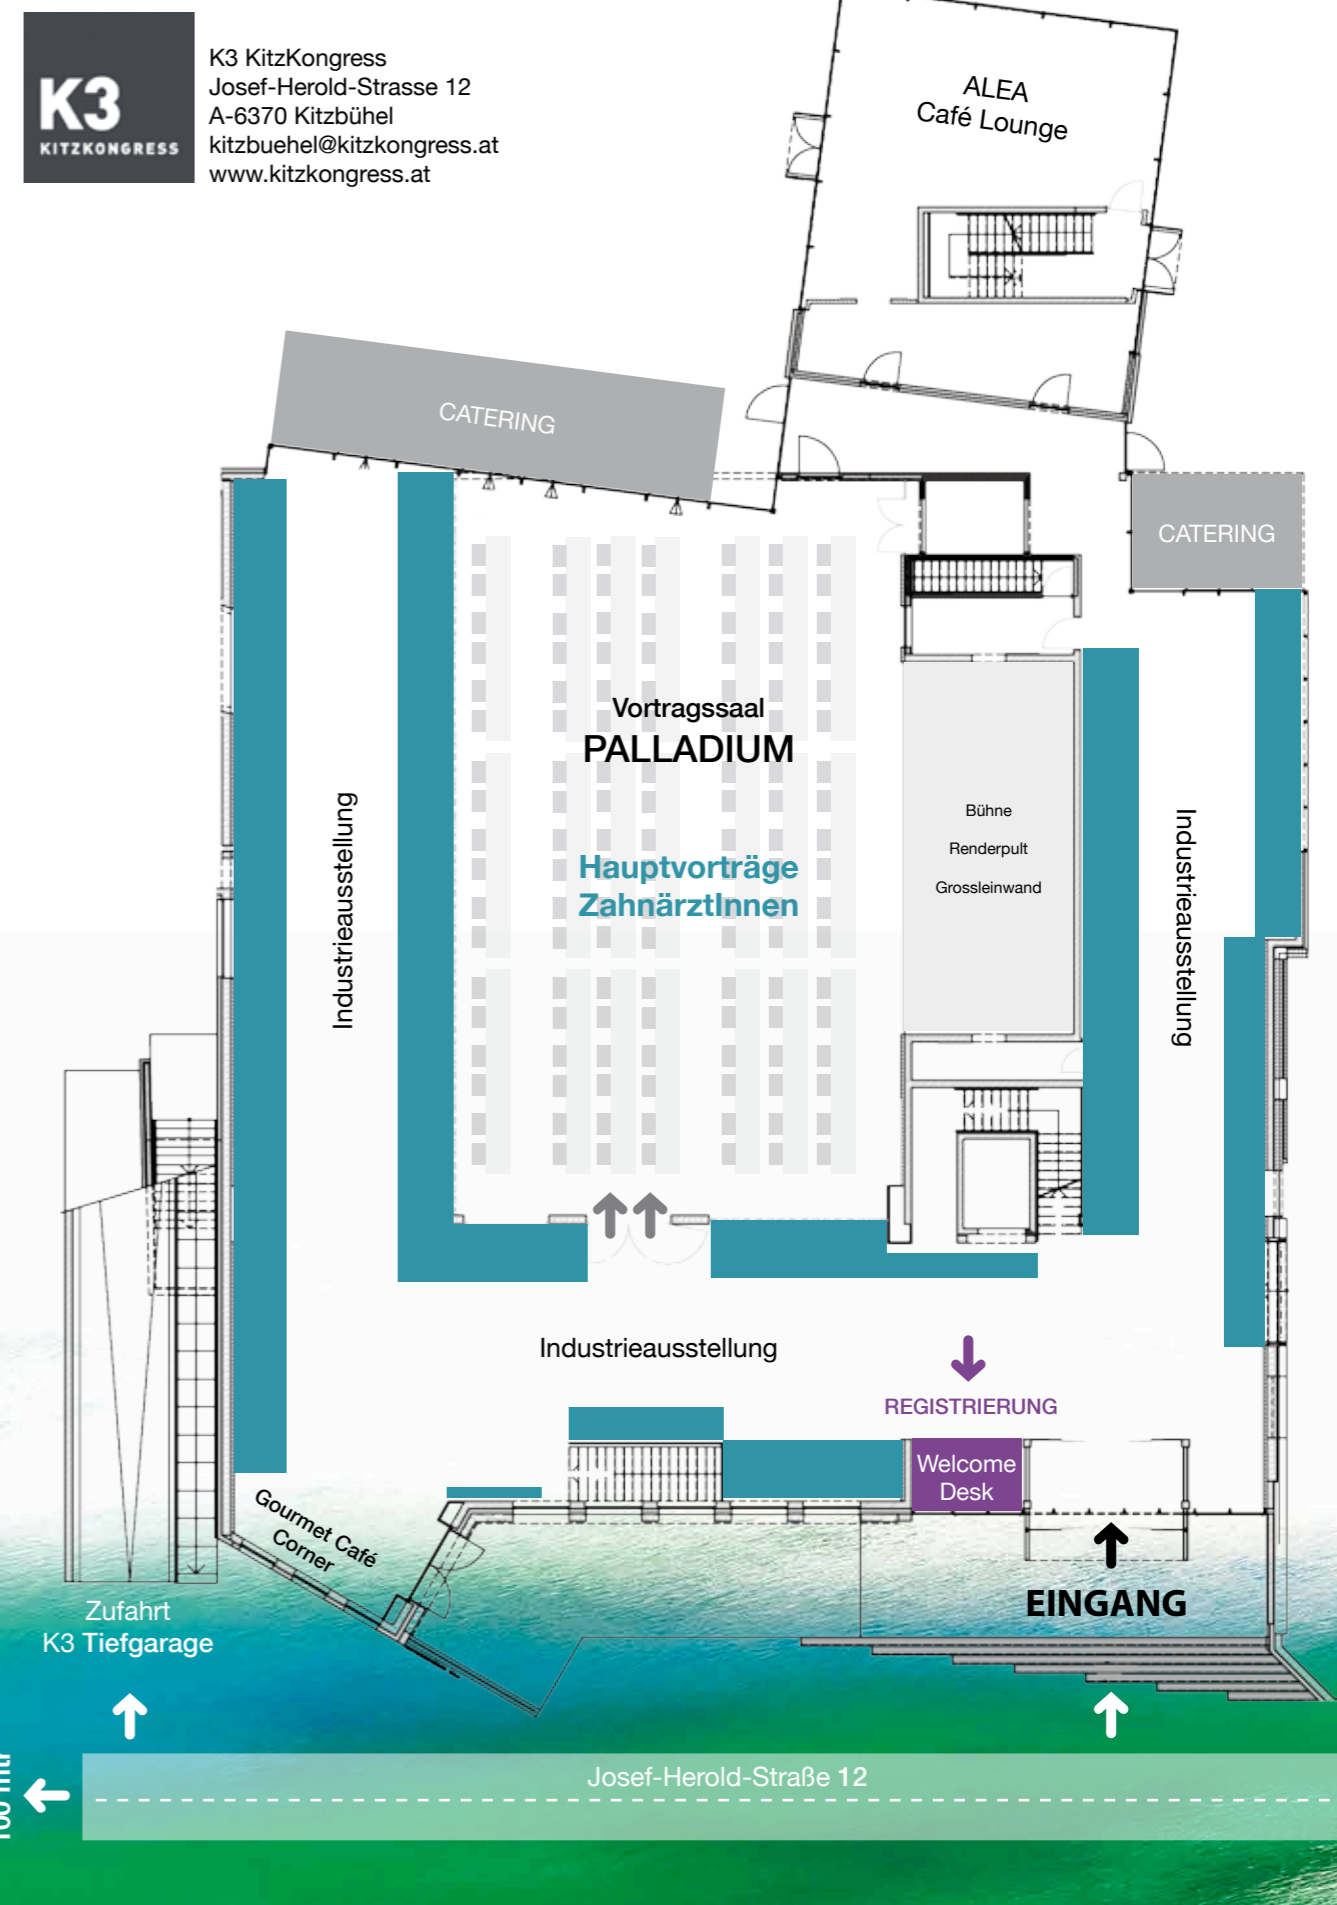 K3
KITZKONGRESS
K3 KitzKongress
Josef-Herold-Strasse 12
A-6370 Kitzbühel
kitzbuehel@kitzkongress.at
www.kitzkongress.at
ALEA
Café Lounge
CATERING
CATERING
Vortragssaal
PALLADIUM
Hauptvorträge
ZahnärztInnen
Bühne
Renderpult
Grossleinwand
Industrieausstellung
Industrieausstellung
Industrieausstellung
REGISTRIERUNG
Welcome
Desk
Gourmet Café
Corner
EINGANG
Zufahrt
K3 Tiefgarage
Josef-Herold-Straße 12
100 mtr